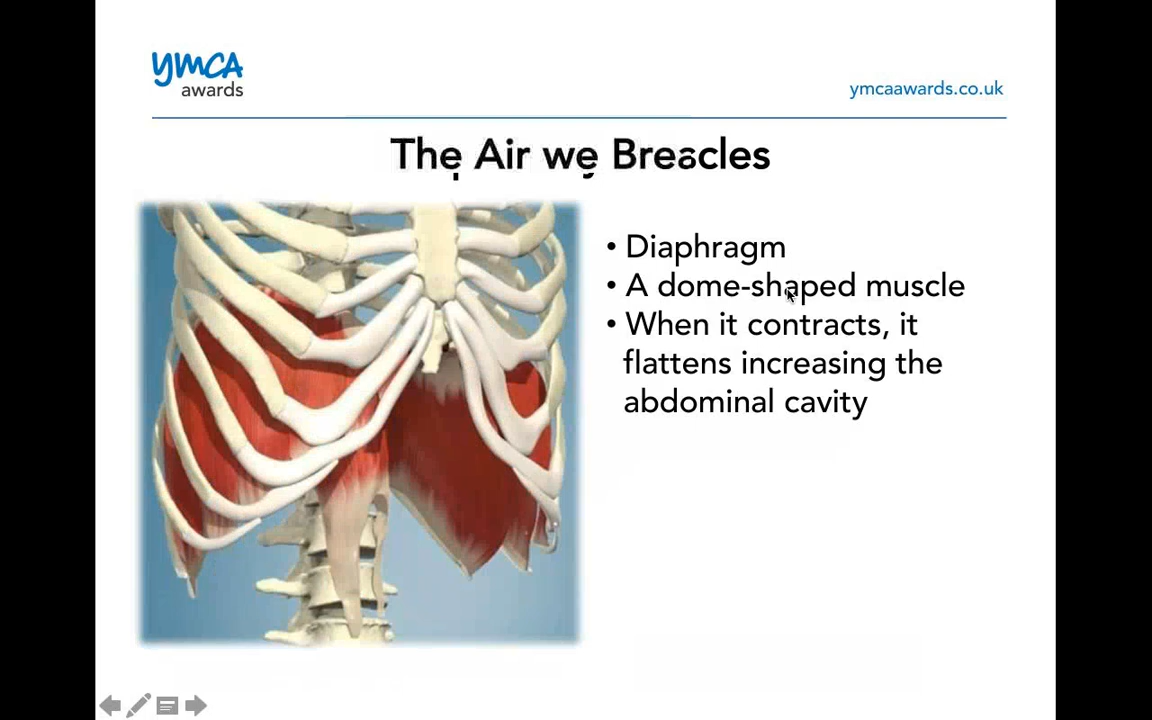 ymca
awards
ymcaawards.co.uk
The Air we
• Diaphragm
• A dome-shaped muscle
• When it contracts, it
flattens increasing the
abdominal cavity